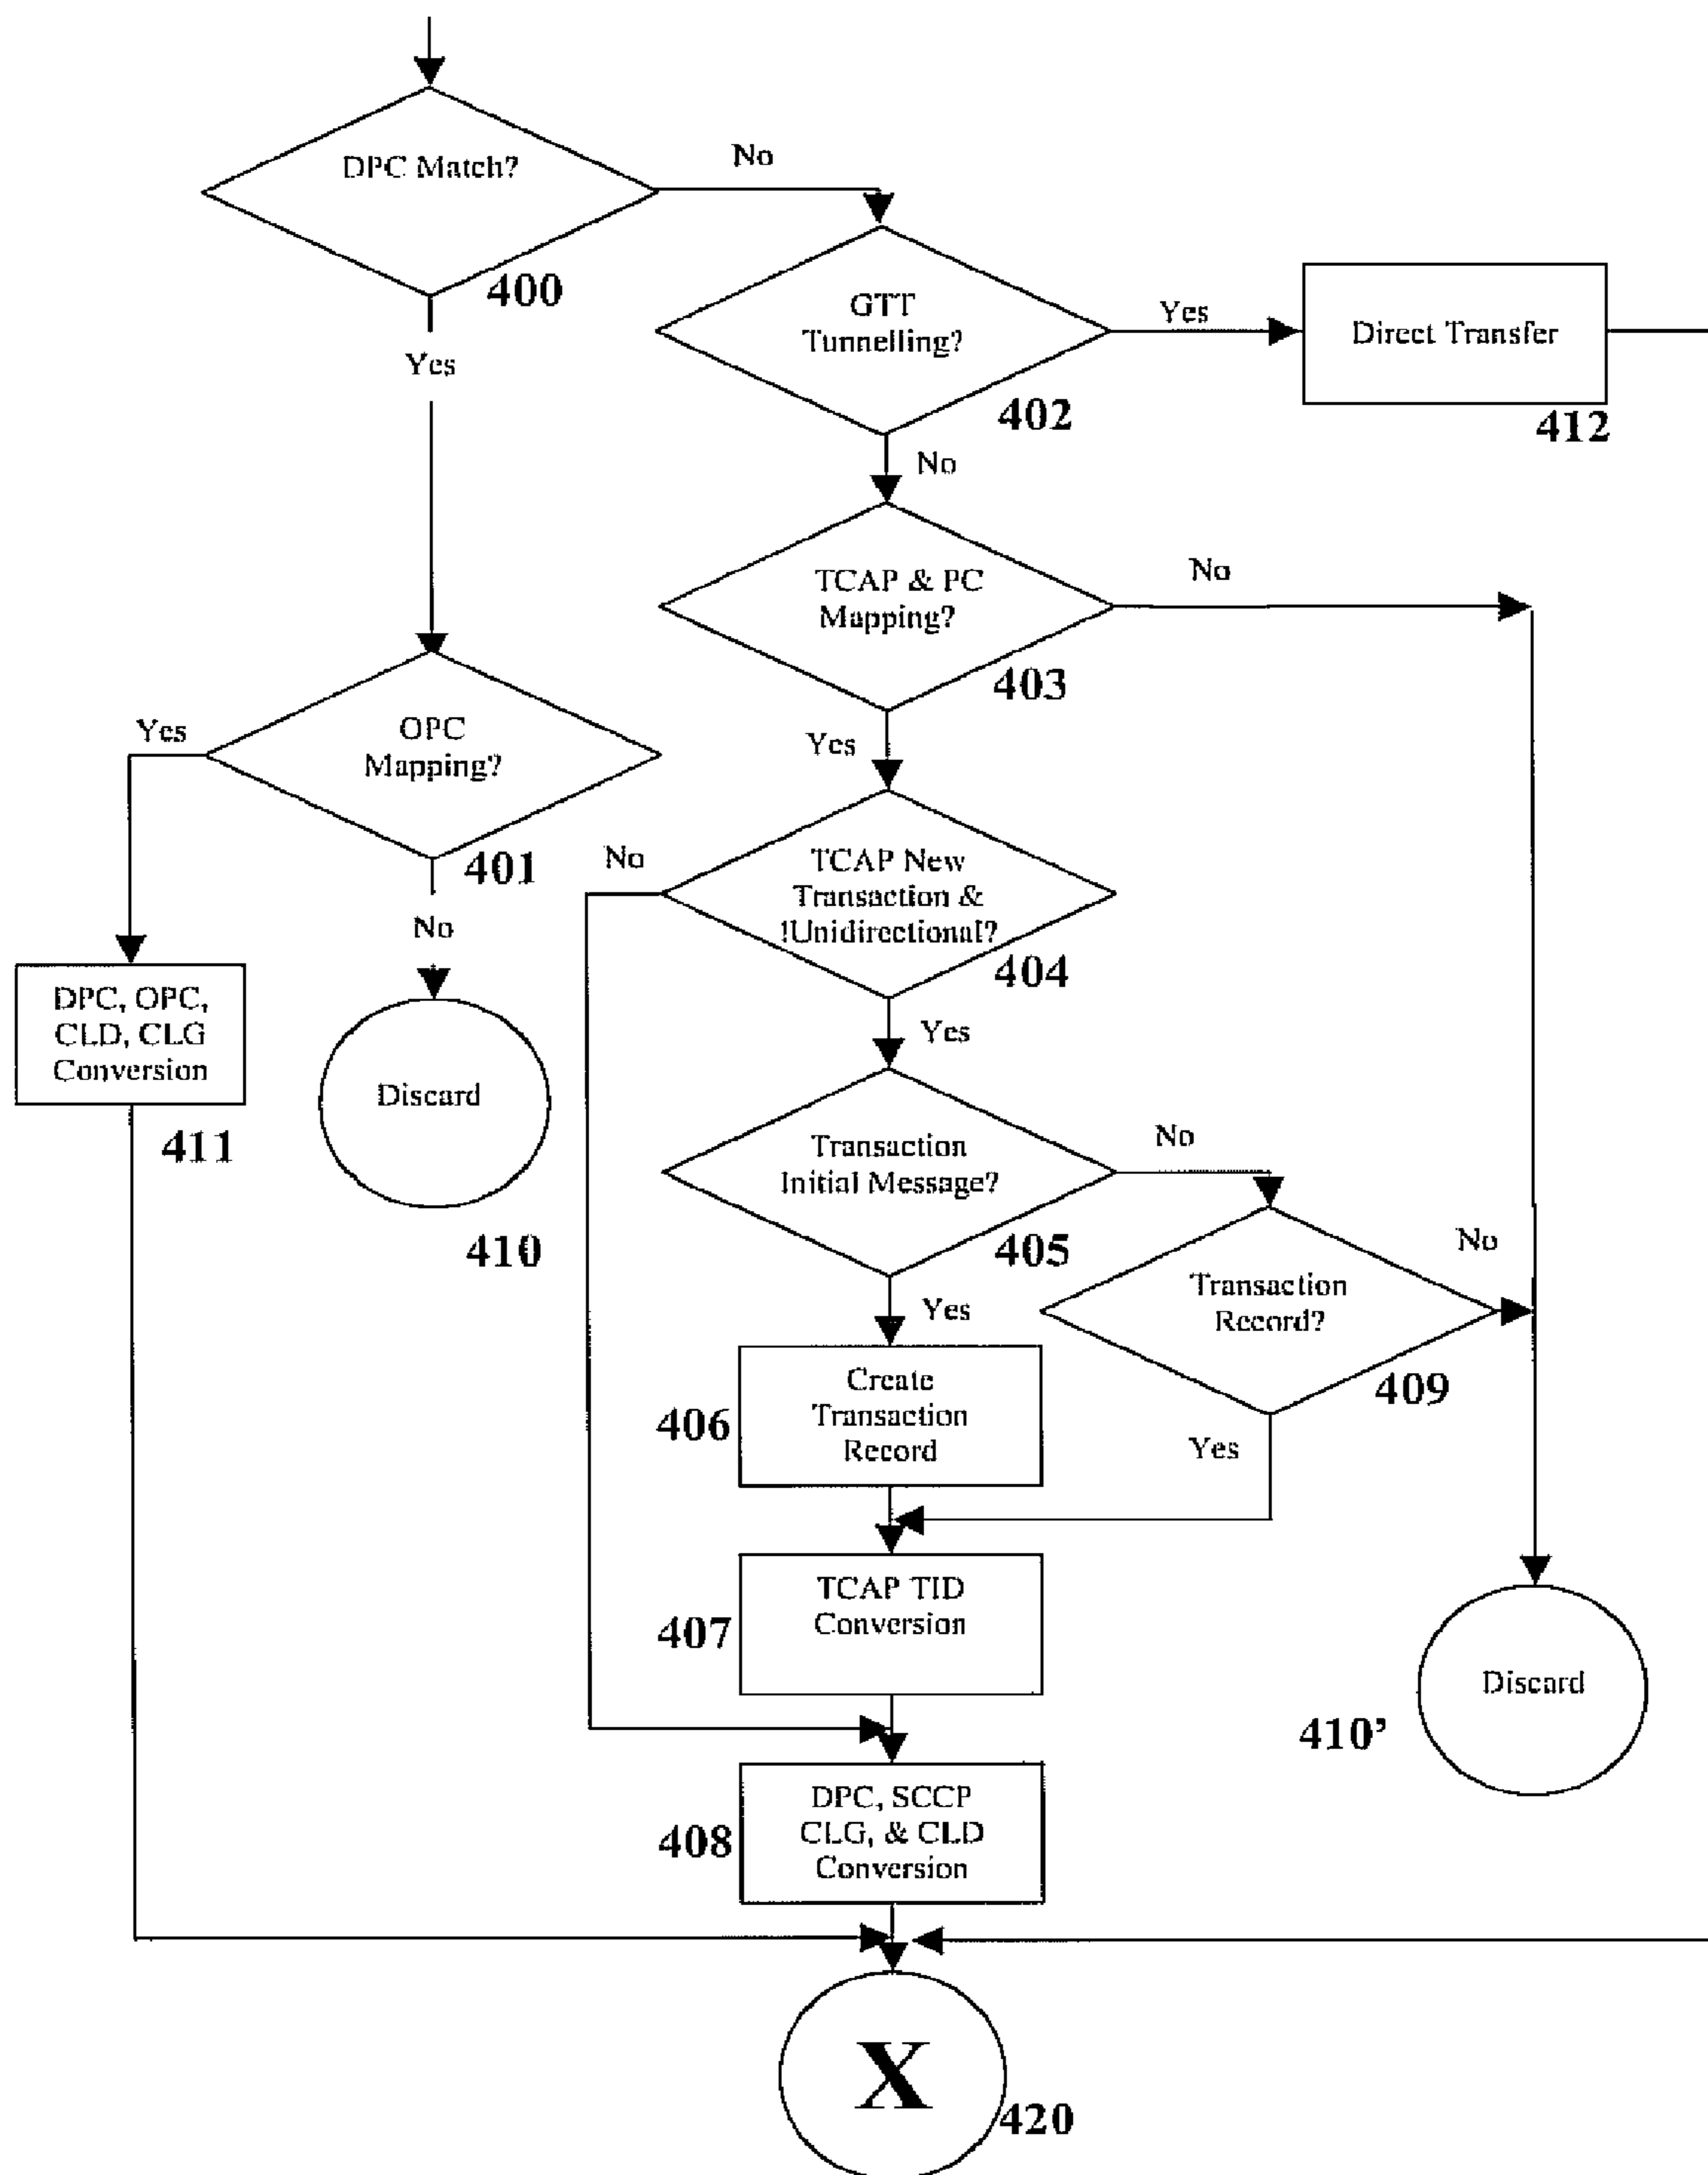 DPC Match?
No
400
Yes
GTT
Tunnelling?
Yes
402
Direct Transfer
412
No
TCAP & PC
Mapping?
No
403
Yes
OPC
Mapping?
Yes
401
No
TCAP New
Transaction &
!Unidirectional?
No
404
Yes
DPC, OPC,
CLD, CLG
Conversion
411
Discard
410
Transaction
Initial Message?
No
405
Yes
Transaction
Record?
No
409
Yes
Create
Transaction
Record
406
TCAP TID
Conversion
407
Discard
410’
DPC, SCCP
CLG, & CLD
Conversion
408
X
420